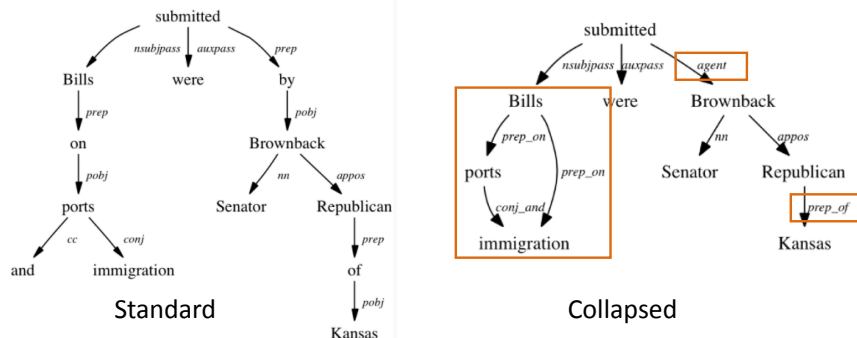 submitted
nsubjpass auxpass prep
Bills were by
prep pobj
on Brownback
pobj nn appos
ports Senator Republican
cc conj prep
and immigration of
pobj
Kansas
Standard
submitted
nsubjpass auxpass agent
Bills were Brownback
prep_on nn appos
ports prep_on Senator Republican
conj_and prep_of
immigration Kansas
Collapsed